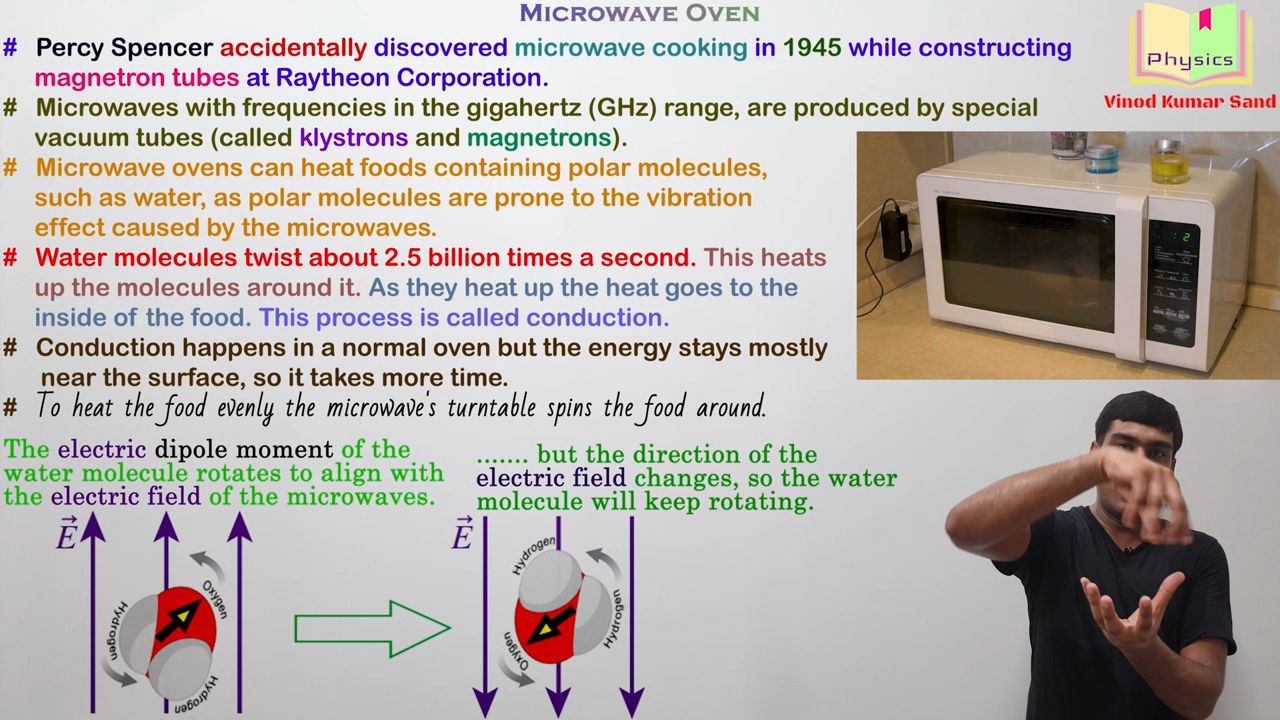 MICROWAVE OVEN
# Percy Spencer accidentally discovered microwave cooking in 1945 while constructing
magnetron tubes at Raytheon Corporation.
# Microwaves with frequencies in the gigahertz (GHz) range, are produced by special
vacuum tubes (called klystrons and magnetrons).
# Microwave ovens can heat foods containing polar molecules,
such as water, as polar molecules are prone to the vibration
effect caused by the microwaves.
# Water molecules twist about 2.5 billion times a second. This heats
up the molecules around it. As they heat up the heat goes to the
inside of the food. This process is called conduction.
# Conduction happens in a normal oven but the energy stays mostly
near the surface, so it takes more time.
# To heat the food evenly the microwave's turntable spins the food around.
Physics
Vinod Kumar Sand
: 2
The electric dipole moment of the
water molecule rotates to align with
the electric field of the microwaves.
....... but the direction of the
electric field changes, so the water
molecule will keep rotating.
E
Hydrogen
Oxygen
Hydrogen
E
Hydrogen
Oxygen
Hydrogen